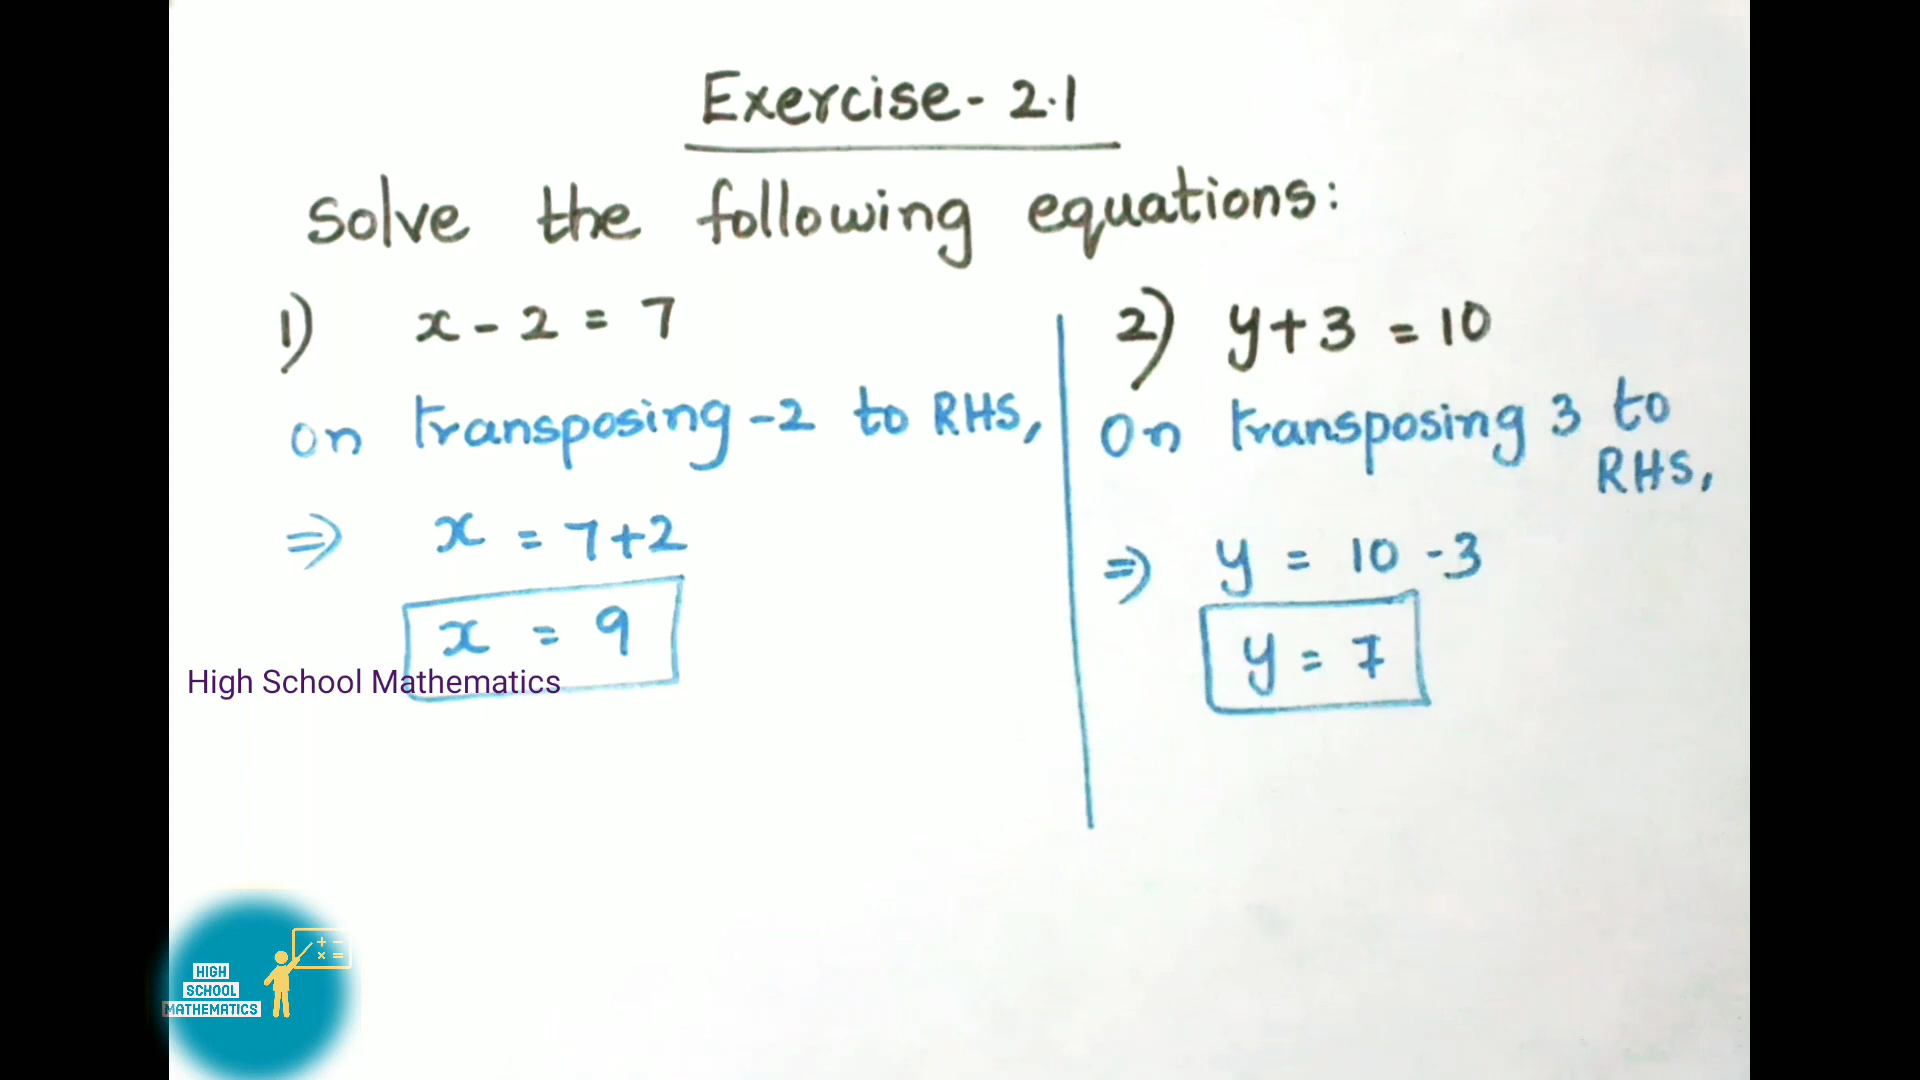 Exercise - 2.1
Solve the following equations:
1) x - 2 = 7
on transposing -2 to RHS,
⇒ x = 7+2
x = 9
2) y + 3 = 10
On transposing 3 to
RHS,
⇒ y = 10 - 3
y = 7
High School Mathematics
HIGH
SCHOOL
MATHEMATICS
+ -
× =